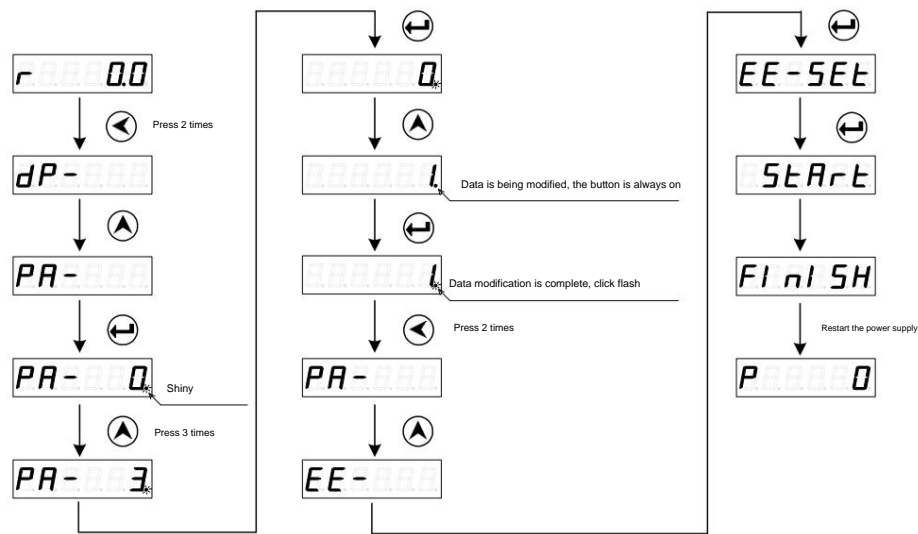 r 0.0
Press 2 times
dP-
PA-
PA- 0.
Shiny
Press 3 times
PA- 3.
0.
1.
Data is being modified, the button is always on
1.
Data modification is complete, click flash
Press 2 times
PA-
EE-
EE-SEt
StArt
FInISH
Restart the power supply
P 0